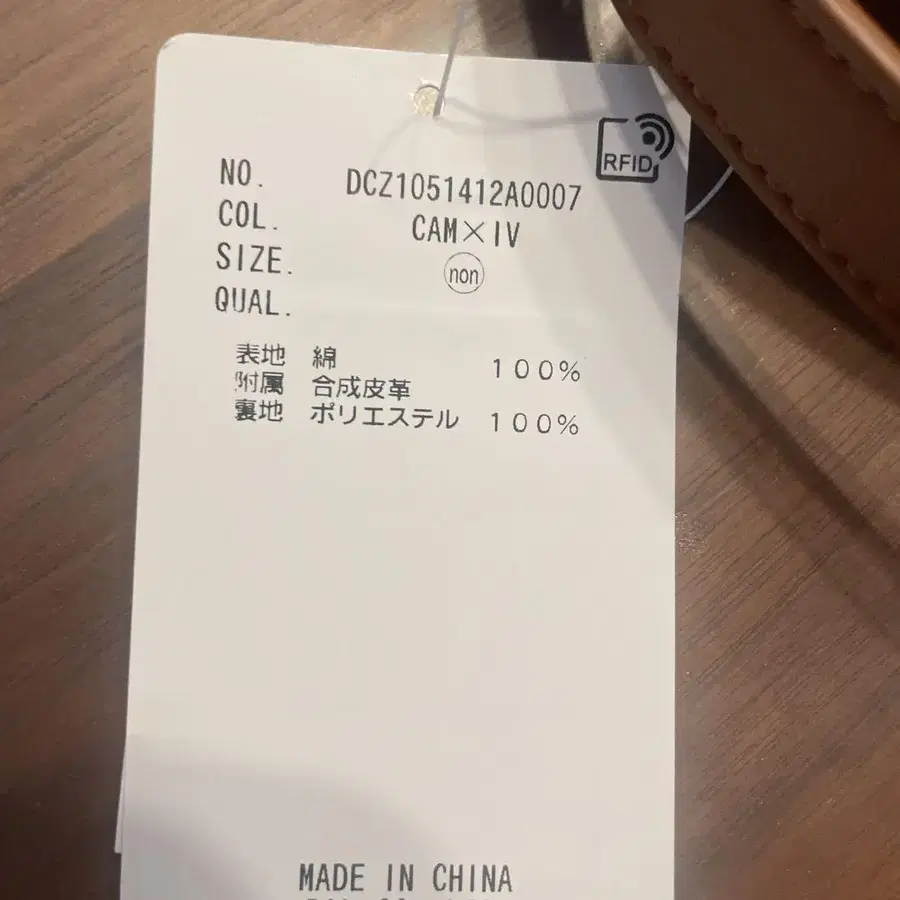 RFID
NO. DCZ1051412A0007
COL. CAM×IV
SIZE. non
QUAL.
表地 綿 100%
附属 合成皮革
裏地 ポリエステル 100%
MADE IN CHINA